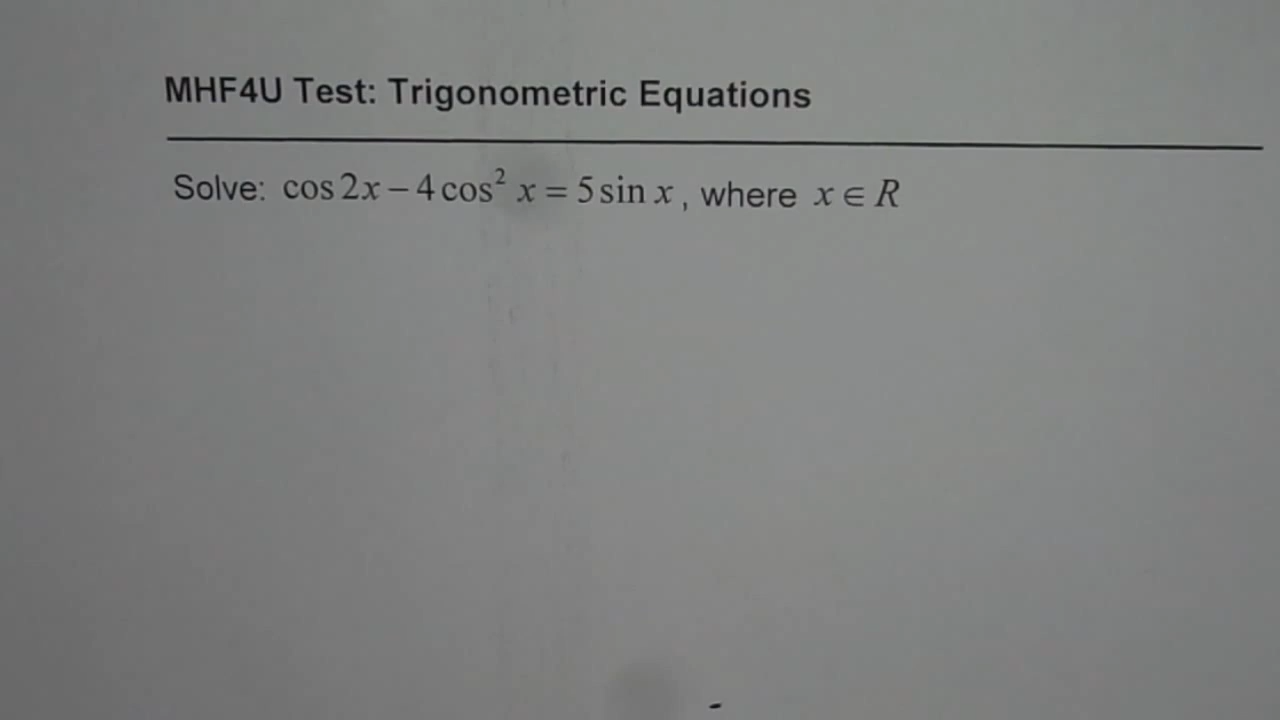 MHF4U Test: Trigonometric Equations
Solve: cos 2x − 4 cos² x = 5 sin x, where x ∈ R